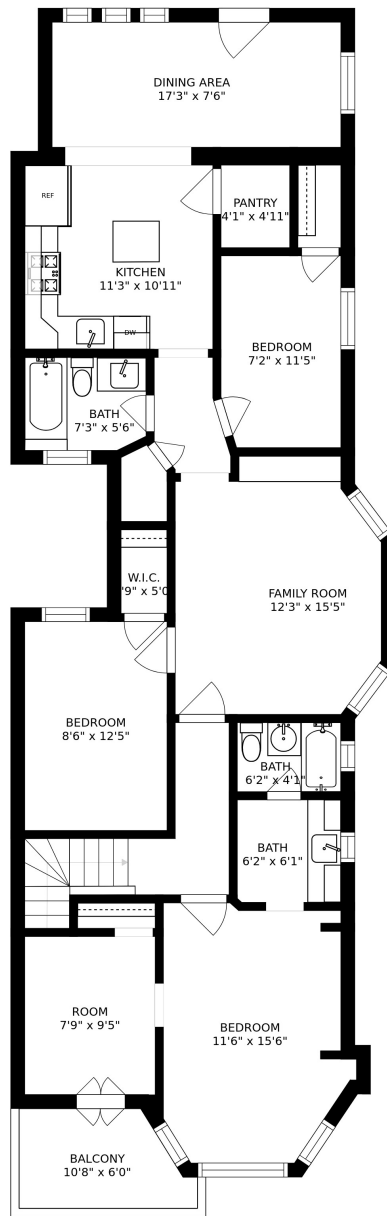 DINING AREA
17'3" x 7'6"
REF
PANTRY
4'1" x 4'11"
KITCHEN
11'3" x 10'11"
DW
BEDROOM
7'2" x 11'5"
BATH
7'3" x 5'6"
W.I.C.
'9" x 5'0
FAMILY ROOM
12'3" x 15'5"
BEDROOM
8'6" x 12'5"
BATH
6'2" x 4'1"
BATH
6'2" x 6'1"
ROOM
7'9" x 9'5"
BEDROOM
11'6" x 15'6"
BALCONY
10'8" x 6'0"